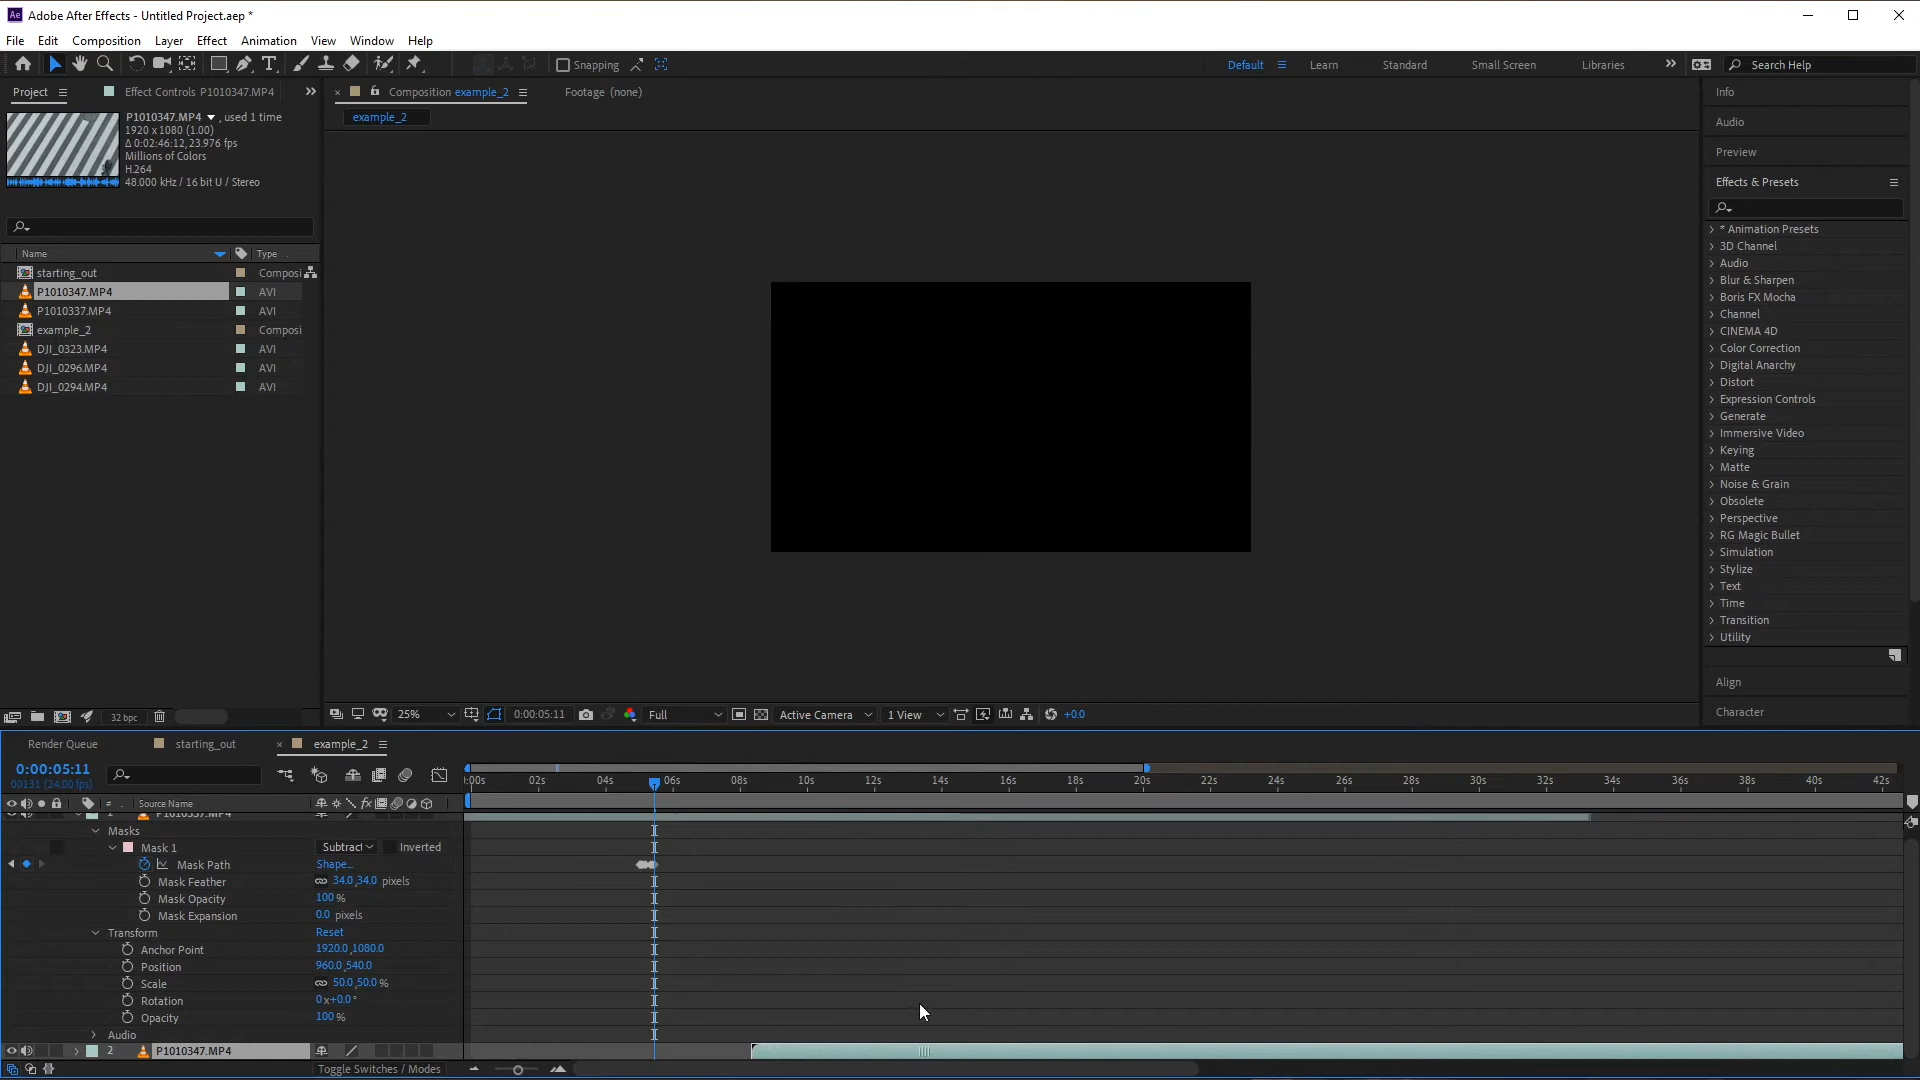 Adobe After Effects - Untitled Project.aep *
File Edit Composition Layer Effect Animation View Window Help
Snapping
Default Learn Standard Small Screen Libraries Search Help
Project Effect Controls P1010347.MP4
Composition example_2 Footage (none)
example_2
P1010347.MP4 , used 1 time
1920 x 1080 (1.00)
Δ 0:02:46:12, 23.976 fps
Millions of Colors
H.264
48.000 kHz / 16 bit U / Stereo
Name Type
starting_out Composi
P1010347.MP4 AVI
P1010337.MP4 AVI
example_2 Composi
DJI_0323.MP4 AVI
DJI_0296.MP4 AVI
DJI_0294.MP4 AVI
32 bpc
25% 0:00:05:11 Full Active Camera 1 View +0.0
Info
Audio
Preview
Effects & Presets
* Animation Presets
3D Channel
Audio
Blur & Sharpen
Boris FX Mocha
Channel
CINEMA 4D
Color Correction
Digital Anarchy
Distort
Expression Controls
Generate
Immersive Video
Keying
Matte
Noise & Grain
Obsolete
Perspective
RG Magic Bullet
Simulation
Stylize
Text
Time
Transition
Utility
Align
Character
Render Queue starting_out example_2
0:00:05:11
00131 (24.00 fps)
:00s 02s 04s 06s 08s 10s 12s 14s 16s 18s 20s 22s 24s 26s 28s 30s 32s 34s 36s 38s 40s 42s
# Source Name
1 P1010337.MP4
Masks
Mask 1 Subtract Inverted
Mask Path Shape...
Mask Feather 34.0,34.0 pixels
Mask Opacity 100 %
Mask Expansion 0.0 pixels
Transform Reset
Anchor Point 1920.0,1080.0
Position 960.0,540.0
Scale 50.0,50.0 %
Rotation 0x+0.0°
Opacity 100 %
Audio
2 P1010347.MP4
Toggle Switches / Modes